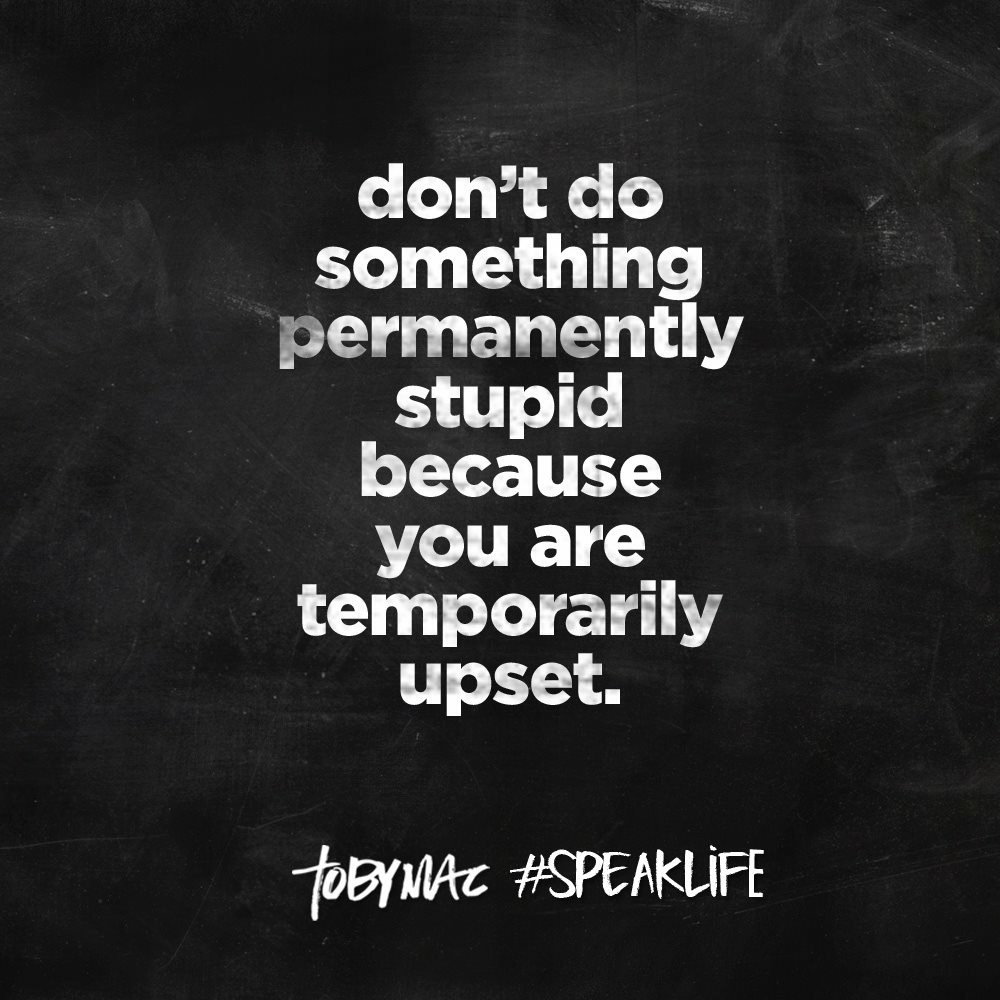 don't do
something
permanently
stupid
because
you are
temporarily
upset.
TOBYMAC #SPEAKLiFE